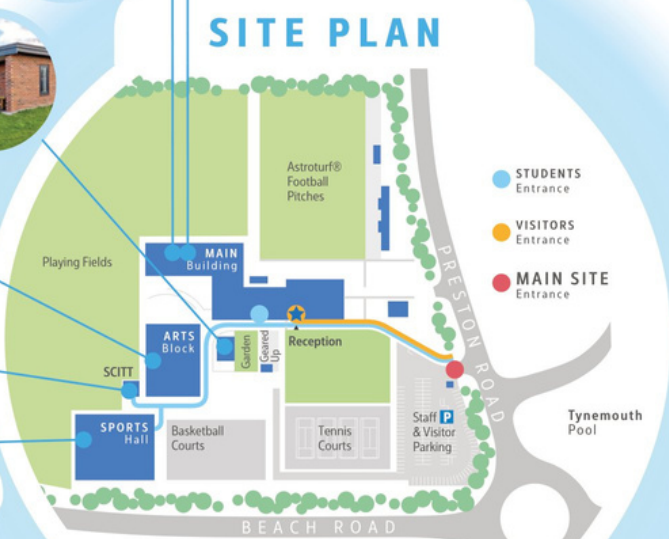 SITE PLAN
Astroturf®
Football
Pitches
STUDENTS
Entrance
VISITORS
Entrance
MAIN SITE
Entrance
Playing Fields
MAIN
Building
PRESTON ROAD
ARTS
Block
Garden
Geared
Up
Reception
SCITT
SPORTS
Hall
Basketball
Courts
Tennis
Courts
Staff P
& Visitor
Parking
Tynemouth
Pool
BEACH ROAD